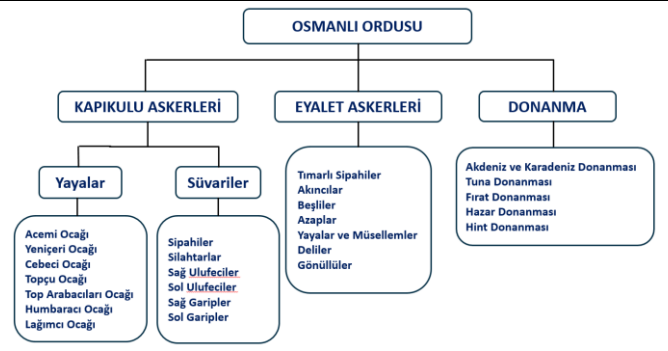 OSMANLI ORDUSU
KAPIKULU ASKERLERİ
Yayalar
Acemi Ocağı
Yeniçeri Ocağı
Cebeci Ocağı
Topçu Ocağı
Top Arabacıları Ocağı
Humbaracı Ocağı
Lağımcı Ocağı
Süvariler
Sipahiler
Silahtarlar
Sağ Ulufeciler
Sol Ulufeciler
Sağ Garipler
Sol Garipler
EYALET ASKERLERİ
Tımarlı Sipahiler
Akıncılar
Beşliler
Azaplar
Yayalar ve Müsellemler
Deliler
Gönüllüler
DONANMA
Akdeniz ve Karadeniz Donanması
Tuna Donanması
Fırat Donanması
Hazar Donanması
Hint Donanması